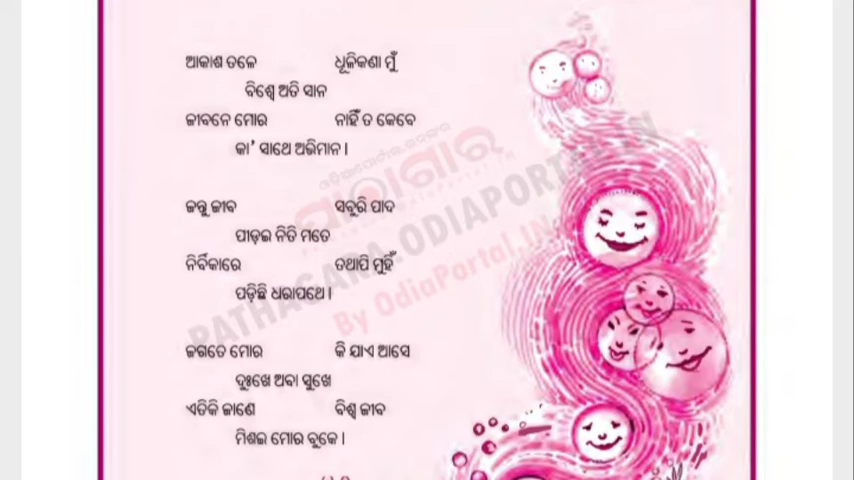 ଆକାଶ ତଳେ ଧୂଳିକଣା ମୁଁ
ବିଶ୍ୱେ ଅତି ସାନ
ଜୀବନେ ମୋର ନାହିଁ ତ କେବେ
କା’ ସାଥେ ଅଭିମାନ ।
ଜନ୍ତୁ ଜୀବ ସବୁରି ପାଦ
ପୀଡ଼ଇ ନିତି ମତେ
ନିର୍ବିକାରେ ତଥାପି ମୁହିଁ
ପଡ଼ିଛି ଧରାପଥେ ।
ଜଗତେ ମୋର କି ଯାଏ ଆସେ
ଦୁଃଖେ ଅବା ସୁଖେ
ଏତିକି ଜାଣେ ବିଶ୍ୱ ଜୀବ
ମିଶଇ ମୋର ବୁକେ ।
ପାଠାଗାର
PATHAGARA.ODIAPORTAL.IN
By OdiaPortal.IN